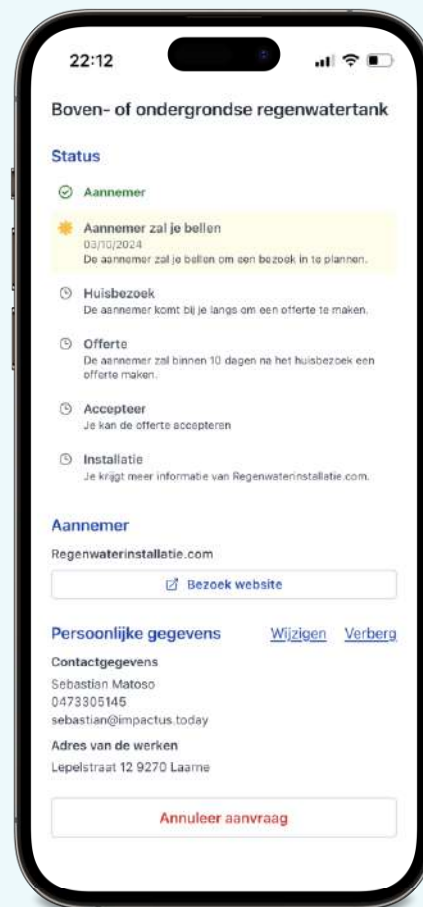 22:12
Boven- of ondergrondse regenwatertank
Status
Aannemer
Aannemer zal je bellen
03/10/2024
De aannemer zal je bellen om een bezoek in te plannen.
Huisbezoek
De aannemer komt bij je langs om een offerte te maken.
Offerte
De aannemer zal binnen 10 dagen na het huisbezoek een
offerte maken.
Accepteer
Je kan de offerte accepteren
Installatie
Je krijgt meer informatie van Regenwaterinstallatie.com.
Aannemer
Regenwaterinstallatie.com
Bezoek website
Persoonlijke gegevens Wijzigen Verberg
Contactgegevens
Sebastian Matoso
0473305145
sebastian@impactus.today
Adres van de werken
Lepelstraat 12 9270 Laarne
Annuleer aanvraag